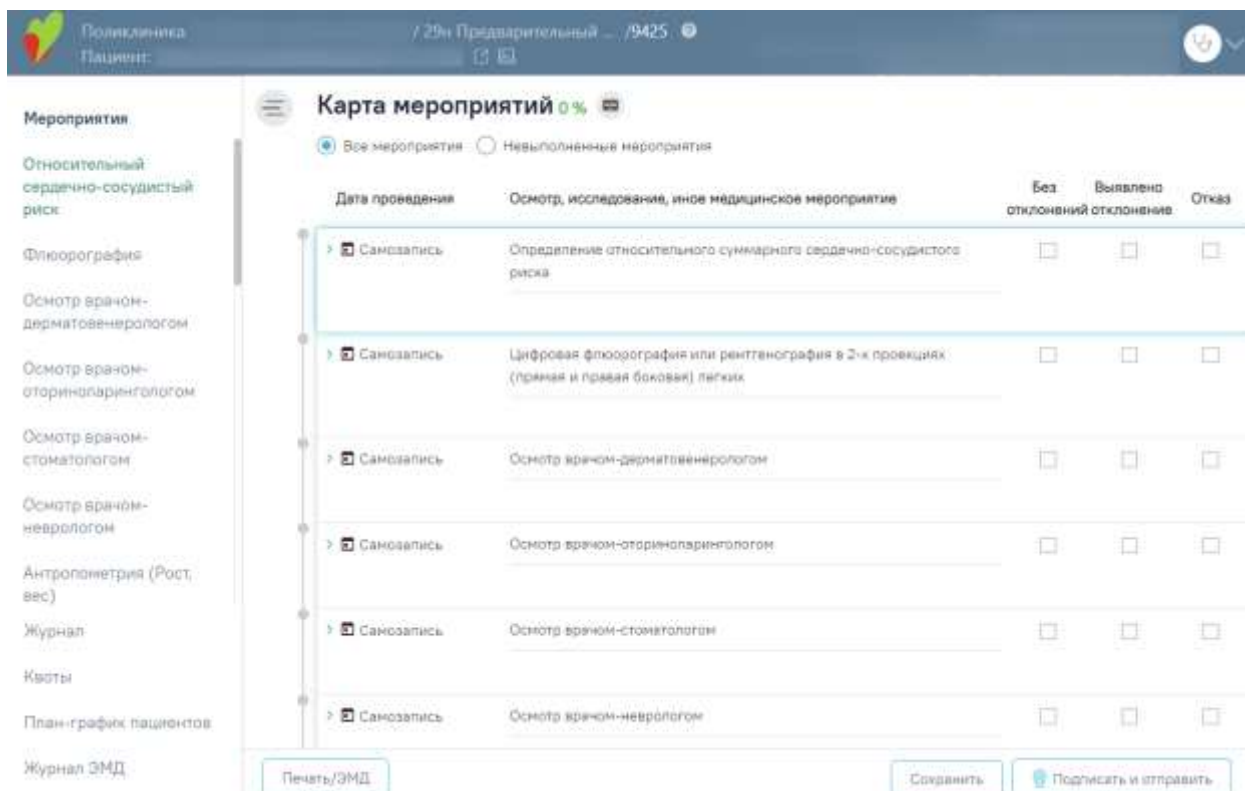 Поликлиника
/ 29н Предварительный ... /9425
Пациент:
Мероприятия
Относительный
сердечно-сосудистый
риск
Флюорография
Осмотр врачом-
дерматовенерологом
Осмотр врачом-
оториноларингологом
Осмотр врачом-
стоматологом
Осмотр врачом-
неврологом
Антропометрия (Рост,
вес)
Журнал
Квоты
План-график пациентов
Журнал ЭМД
Карта мероприятий 0 %
Все мероприятия Невыполненные мероприятия
Дата проведения Осмотр, исследование, иное медицинское мероприятие Без отклонений Выявлено отклонение Отказ
Самозапись Определение относительного суммарного сердечно-сосудистого
риска
Самозапись Цифровая флюорография или рентгенография в 2-х проекциях
(прямая и правая боковая) легких
Самозапись Осмотр врачом-дерматовенерологом
Самозапись Осмотр врачом-оториноларингологом
Самозапись Осмотр врачом-стоматологом
Самозапись Осмотр врачом-неврологом
Печать/ЭМД Сохранить Подписать и отправить